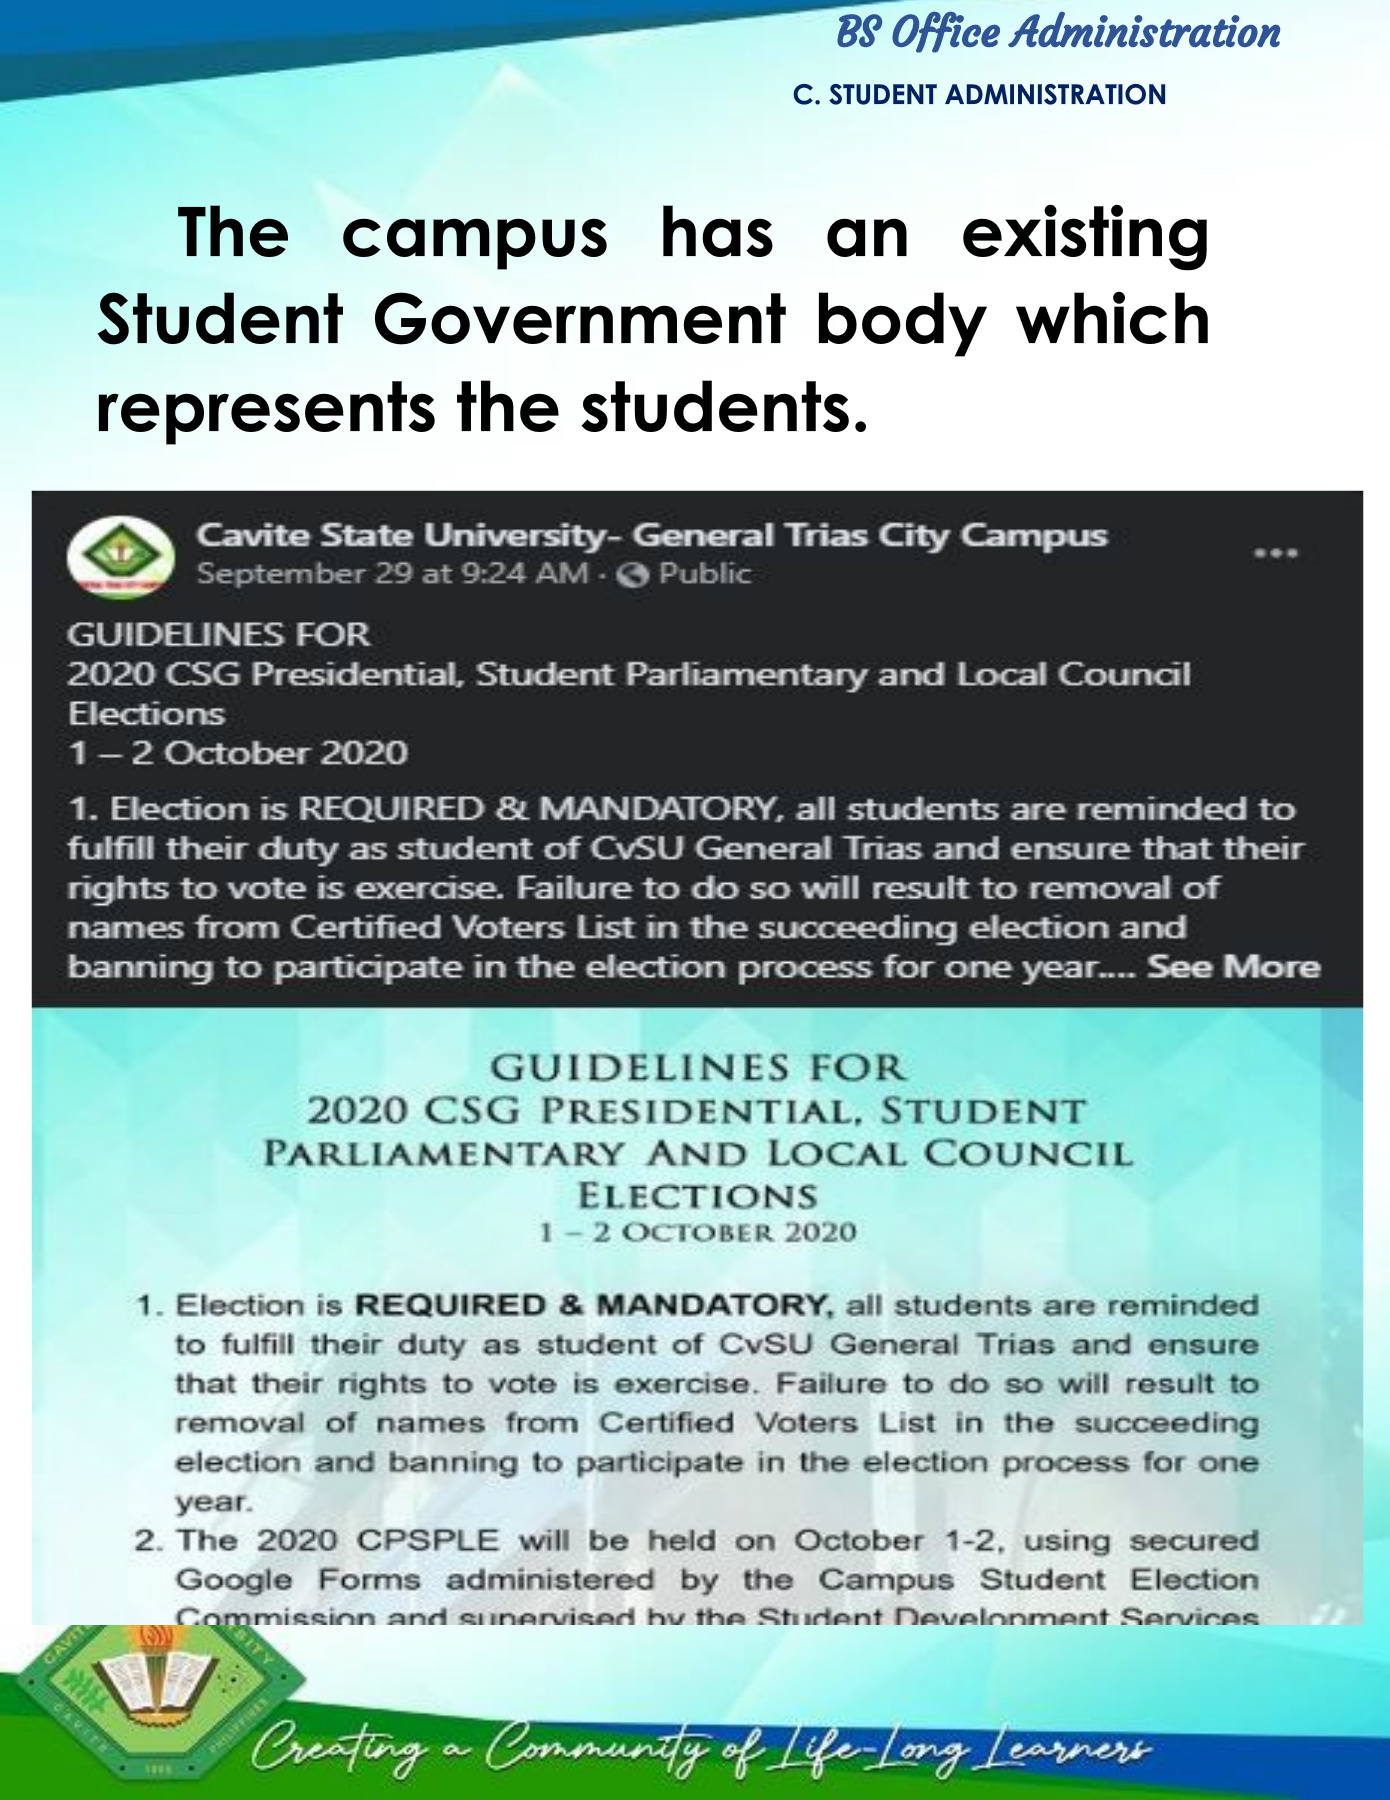 BS Office Administration
C. STUDENT ADMINISTRATION
The campus has an existing
Student Government body which
represents the students.
Cavite State University- General Trias City Campus
September 29 at 9:24 AM · Public
GUIDELINES FOR
2020 CSG Presidential, Student Parliamentary and Local Council
Elections
1 – 2 October 2020
1. Election is REQUIRED & MANDATORY, all students are reminded to
fulfill their duty as student of CvSU General Trias and ensure that their
rights to vote is exercise. Failure to do so will result to removal of
names from Certified Voters List in the succeeding election and
banning to participate in the election process for one year.... See More
GUIDELINES FOR
2020 CSG PRESIDENTIAL, STUDENT
PARLIAMENTARY AND LOCAL COUNCIL
ELECTIONS
1 – 2 OCTOBER 2020
1. Election is REQUIRED & MANDATORY, all students are reminded
to fulfill their duty as student of CvSU General Trias and ensure
that their rights to vote is exercise. Failure to do so will result to
removal of names from Certified Voters List in the succeeding
election and banning to participate in the election process for one
year.
2. The 2020 CPSPLE will be held on October 1-2, using secured
Google Forms administered by the Campus Student Election
Commission and supervised by the Student Development Services
CAVITE
PHILIPPINES
1906
Creating a Community of Life-Long Learners